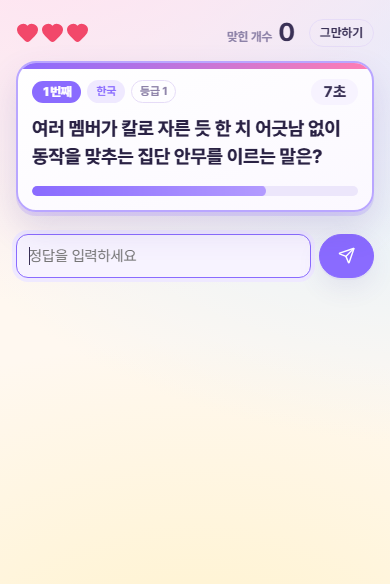 맞힌 개수 0 그만하기
1번째 한국 등급 1 7초
여러 멤버가 칼로 자른 듯 한 치 어긋남 없이
동작을 맞추는 집단 안무를 이르는 말은?
정답을 입력하세요